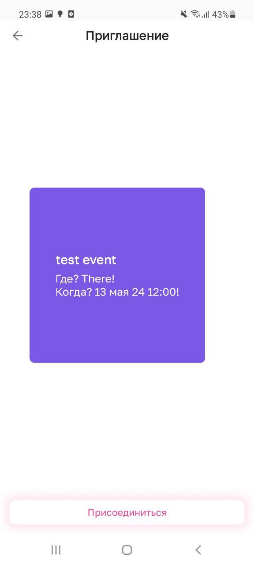 23:38 43%
Приглашение
test event
Где? There!
Когда? 13 мая 24 12:00!
Присоединиться